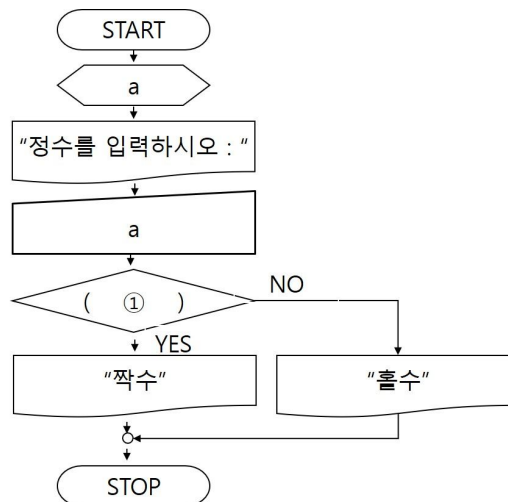 START
a
“정수를 입력하시오 : “
a
( ① )
NO
YES
“짝수”
“홀수”
STOP